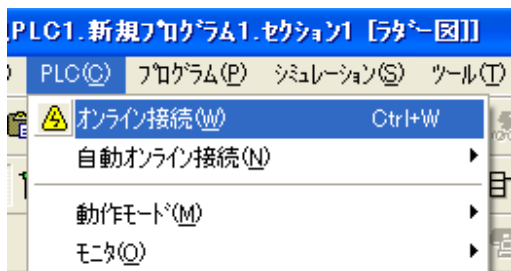 PLC1.新規ﾌﾟﾛｸﾞﾗﾑ1.ｾｸｼｮﾝ1 [ﾗﾀﾞｰ図]]
) PLC(C) ﾌﾟﾛｸﾞﾗﾑ(P) ｼﾐｭﾚｰｼｮﾝ(S) ﾂｰﾙ(T)
ｵﾝﾗｲﾝ接続(W) Ctrl+W
自動ｵﾝﾗｲﾝ接続(N)
動作ﾓｰﾄﾞ(M)
ﾓﾆﾀ(O)